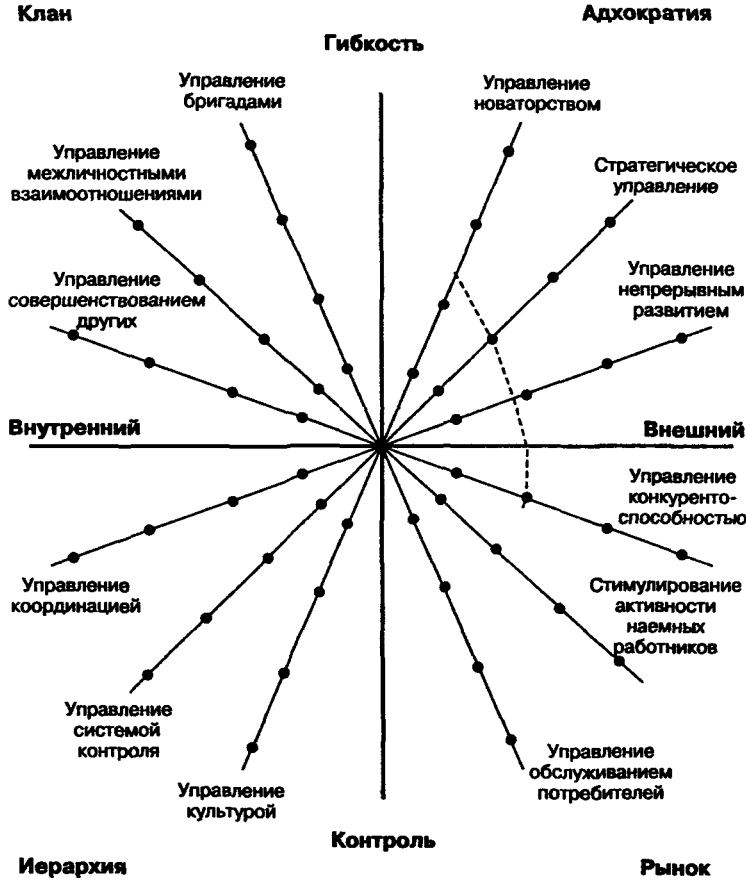 Клан
Адхократия
Гибкость
Управление
бригадами
Управление
новаторством
Управление
межличностными
взаимоотношениями
Стратегическое
управление
Управление
совершенствованием
других
Управление
непрерывным
развитием
Внутренний
Внешний
Управление
конкуренто-
способностью
Управление
координацией
Стимулирование
активности
наемных
работников
Управление
системой
контроля
Управление
культурой
Управление
обслуживанием
потребителей
Контроль
Иерархия
Рынок